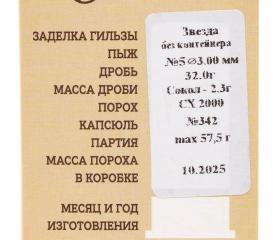 ЗАДЕЛКА ГИЛЬЗЫ
ПЫЖ
ДРОБЬ
МАССА ДРОБИ
ПОРОХ
КАПСЮЛЬ
ПАРТИЯ
МАССА ПОРОХА
В КОРОБКЕ
МЕСЯЦ И ГОД
ИЗГОТОВЛЕНИЯ
Звезда
без контейнера
№5 ⌀3.00 мм
32.0г
Сокол - 2.3г
CX 2000
№342
max 57,5 г
10.2025